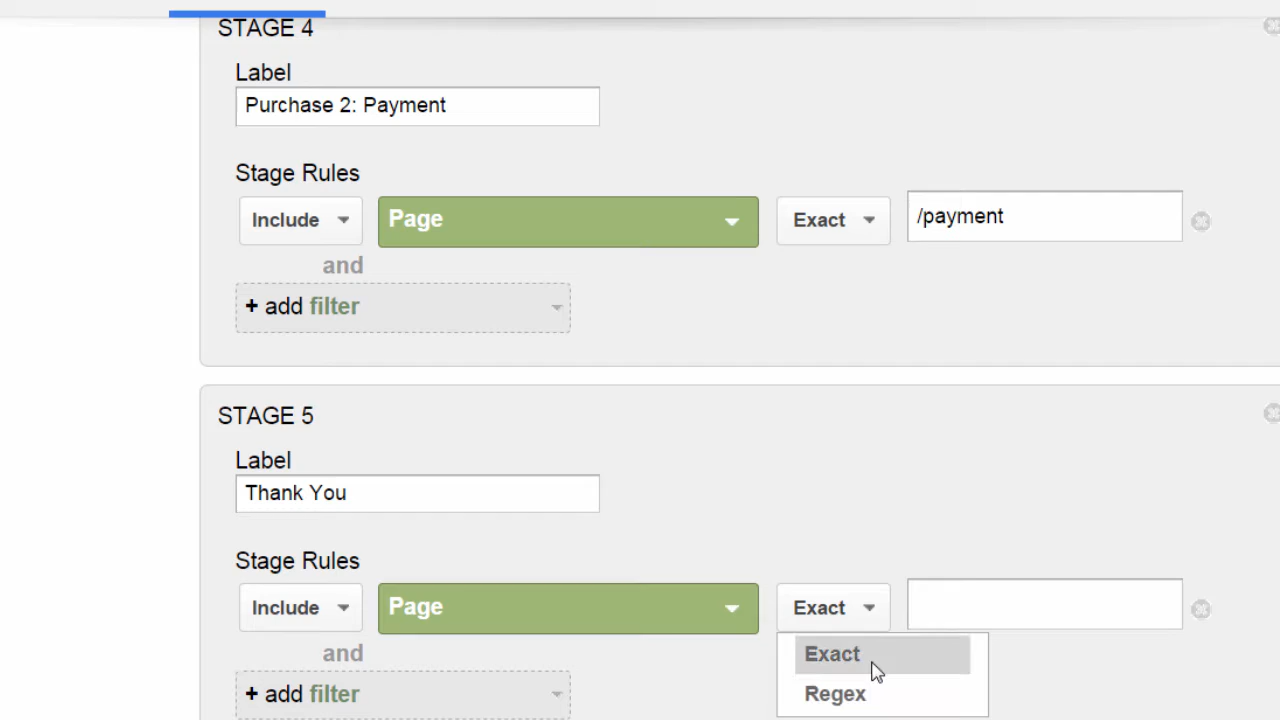 STAGE 4
Label
Purchase 2: Payment
Stage Rules
Include Page Exact /payment
and
+ add filter
STAGE 5
Label
Thank You
Stage Rules
Include Page Exact
and
Exact
+ add filter
Regex